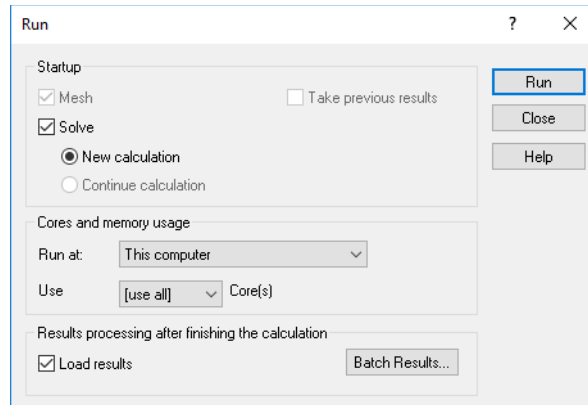 Run
?
Startup
Mesh
Take previous results
Solve
New calculation
Continue calculation
Run
Close
Help
Cores and memory usage
Run at: This computer
Use [use all] Core(s)
Results processing after finishing the calculation
Load results
Batch Results...